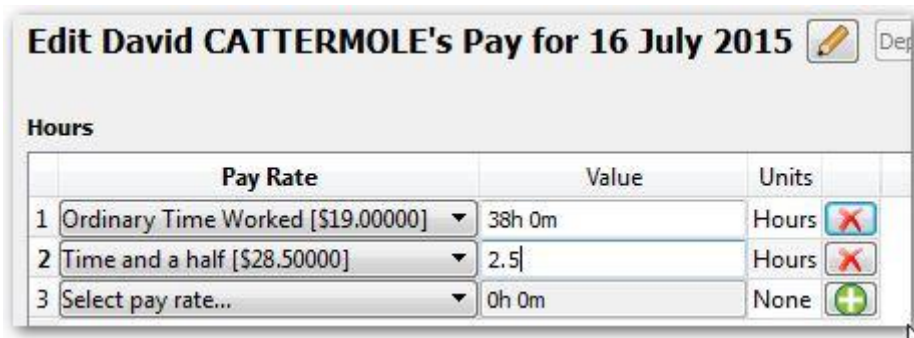 Edit David CATTERMOLE's Pay for 16 July 2015
Hours
Pay Rate Value Units
1 Ordinary Time Worked [$19.00000] 38h 0m Hours
2 Time and a half [$28.50000] 2.5 Hours
3 Select pay rate... 0h 0m None